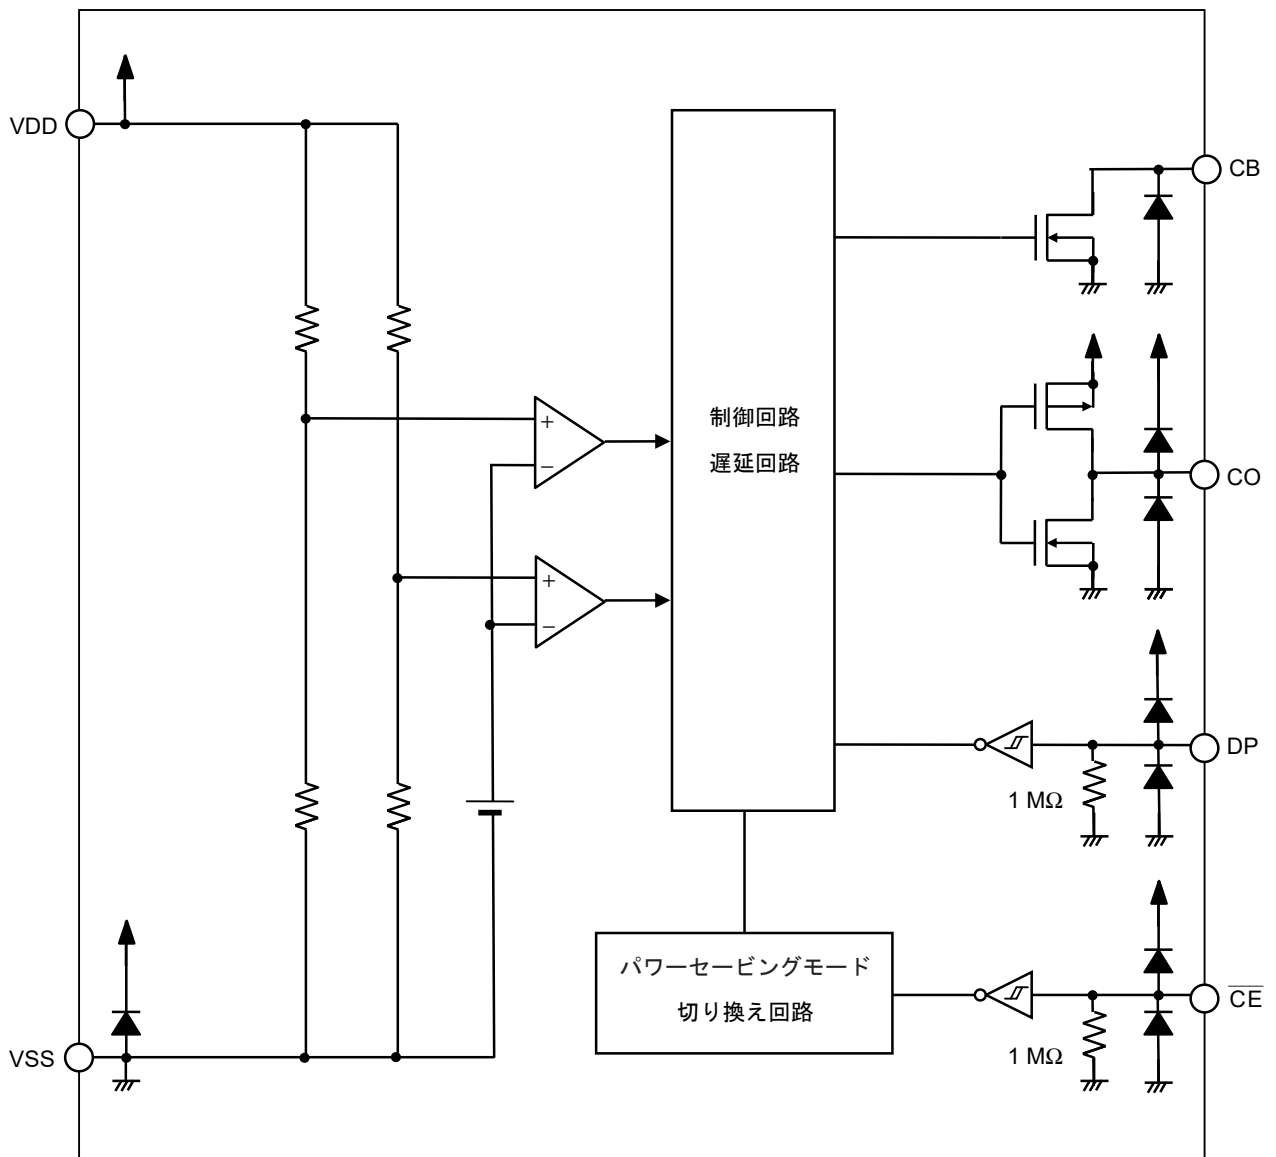 VDD
CB
+
−
制御回路
遅延回路
CO
+
−
DP
1 MΩ
パワーセービングモード
切り換え回路
CE
1 MΩ
VSS